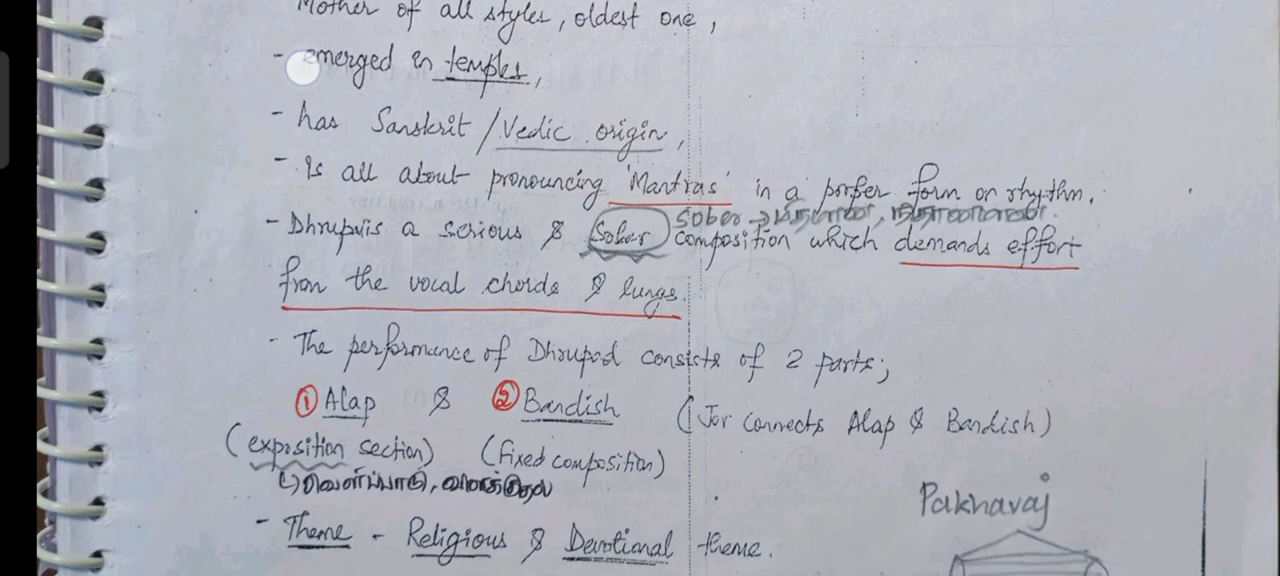 Mother of all styles, oldest one,
- emerged in temples,
- has Sanskrit / Vedic origin,
- Is all about pronouncing 'Mantras' in a proper form or rhythm.
sober →
- Dhrupad is a serious & Sober composition which demands effort
from the vocal chords & lungs.
- The performance of Dhrupad consists of 2 parts;
① Alap & ② Bandish (Jor connects Alap & Bandish)
(exposition section) (fixed composition)
வெளிப்பாடு,
- Theme - Religious & Devotional theme.
Pakhavaj